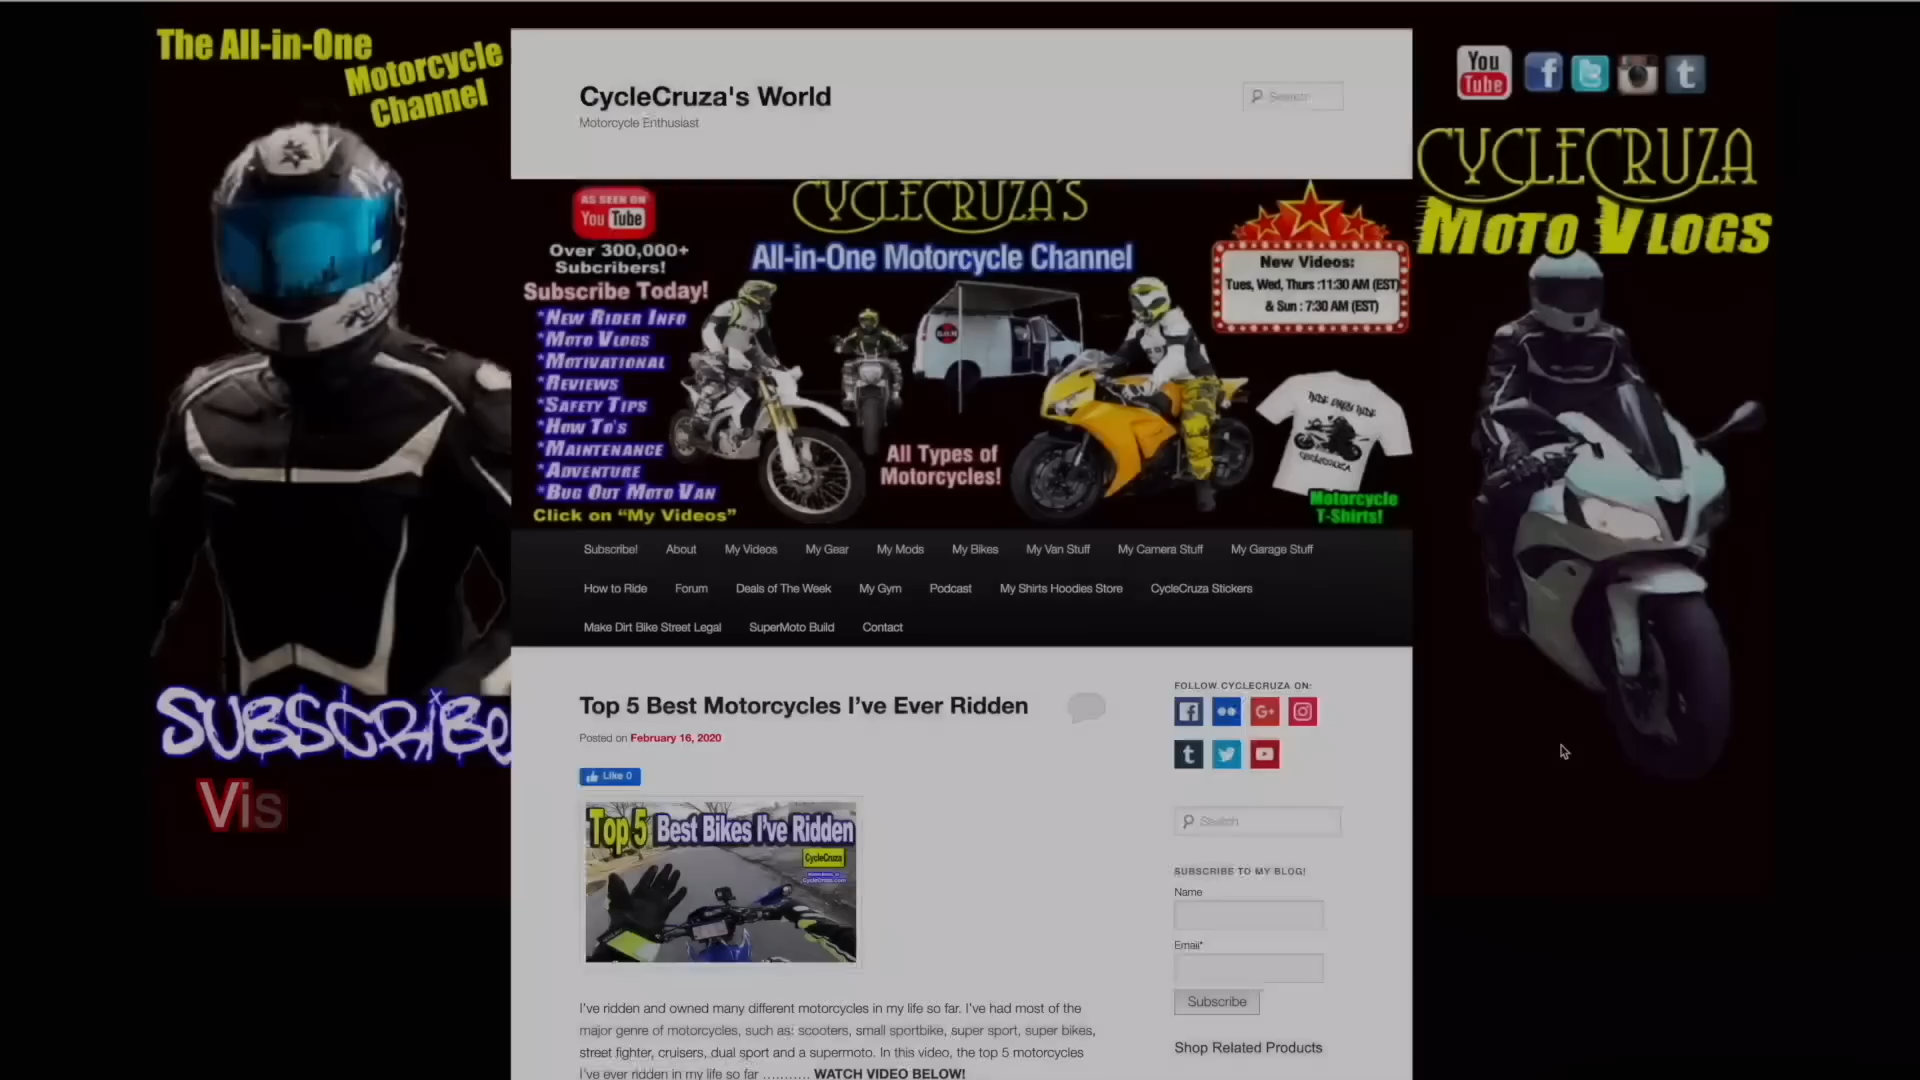 The All-in-One
Motorcycle
Channel
SUBSCRIBE
Vis
CycleCruza's World
Motorcycle Enthusiast
Search
AS SEEN ON
You Tube
Over 300,000+
Subcribers!
Subscribe Today!
*New Rider Info
*Moto Vlogs
*Motivational
*Reviews
*Safety Tips
*How To's
*Maintenance
*Adventure
*Bug Out Moto Van
Click on “My Videos”
CycleCruza's
All-in-One Motorcycle Channel
All Types of
Motorcycles!
New Videos:
Tues, Wed, Thurs :11:30 AM (EST)
& Sun : 7:30 AM (EST)
Motorcycle
T-Shirts!
You
Tube
CycleCruza
Moto Vlogs
Subscribe! About My Videos My Gear My Mods My Bikes My Van Stuff My Camera Stuff My Garage Stuff
How to Ride Forum Deals of The Week My Gym Podcast My Shirts Hoodies Store CycleCruza Stickers
Make Dirt Bike Street Legal SuperMoto Build Contact
Top 5 Best Motorcycles I’ve Ever Ridden
Posted on February 16, 2020
Like 0
Top 5 Best Bikes I've Ridden
CycleCruza
CycleCruza.com
I’ve ridden and owned many different motorcycles in my life so far. I’ve had most of the
major genre of motorcycles, such as: scooters, small sportbike, super sport, super bikes,
street fighter, cruisers, dual sport and a supermoto. In this video, the top 5 motorcycles
I’ve ever ridden in my life so far ……….. WATCH VIDEO BELOW!
FOLLOW CYCLECRUZA ON:
Search
SUBSCRIBE TO MY BLOG!
Name
Email*
Subscribe
Shop Related Products